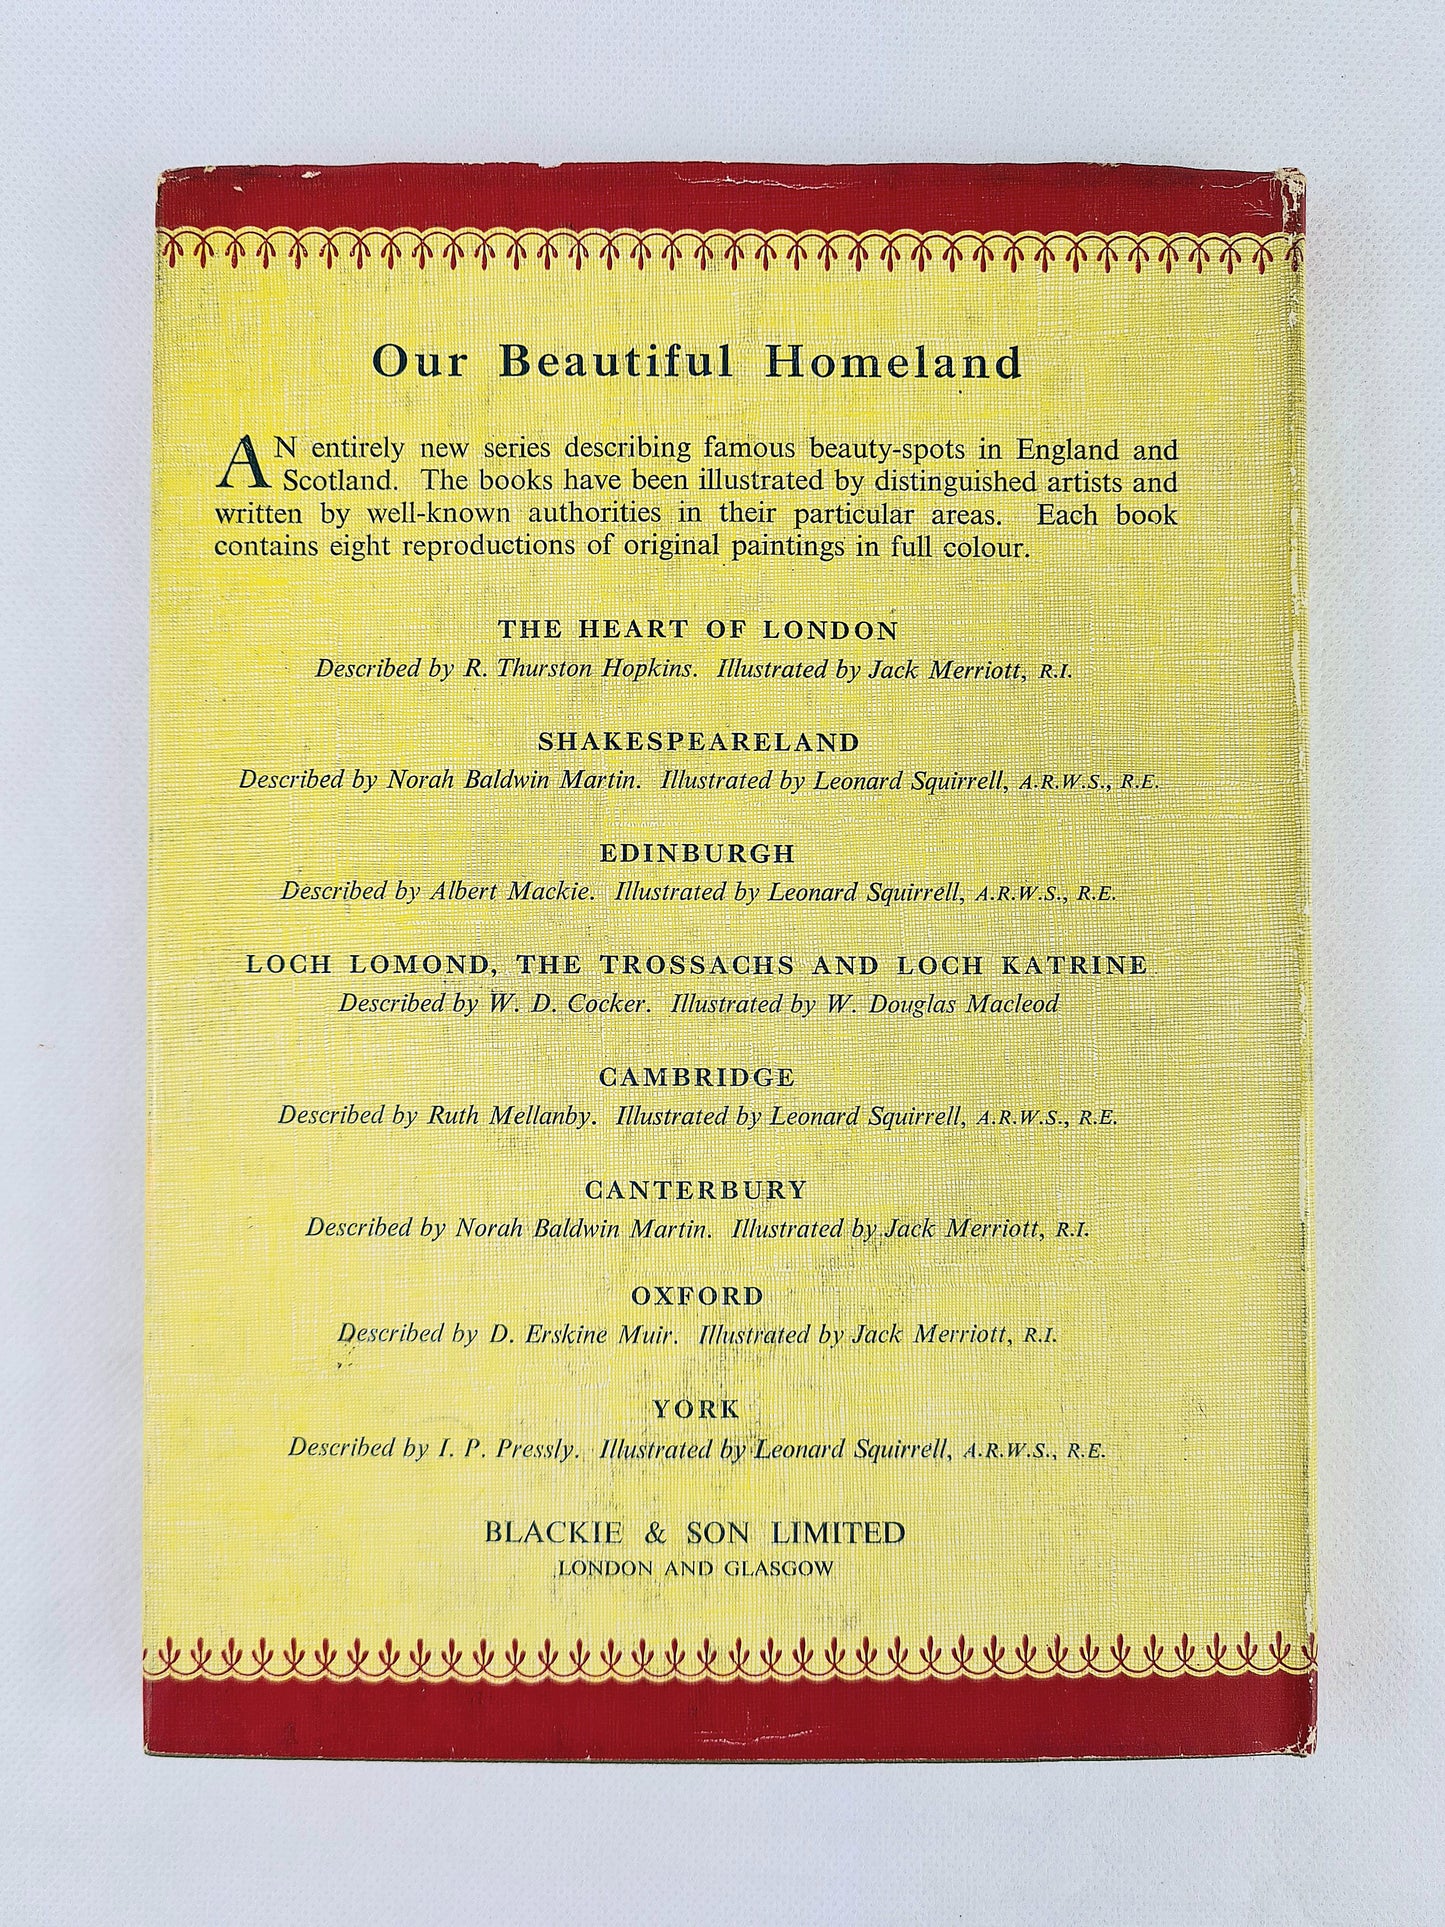 Our Beautiful Homeland
AN entirely new series describing famous beauty-spots in England and
Scotland. The books have been illustrated by distinguished artists and
written by well-known authorities in their particular areas. Each book
contains eight reproductions of original paintings in full colour.
THE HEART OF LONDON
Described by R. Thurston Hopkins. Illustrated by Jack Merriott, R.I.
SHAKESPEARELAND
Described by Norah Baldwin Martin. Illustrated by Leonard Squirrell, A.R.W.S., R.E.
EDINBURGH
Described by Albert Mackie. Illustrated by Leonard Squirrell, A.R.W.S., R.E.
LOCH LOMOND, THE TROSSACHS AND LOCH KATRINE
Described by W. D. Cocker. Illustrated by W. Douglas Macleod
CAMBRIDGE
Described by Ruth Mellanby. Illustrated by Leonard Squirrell, A.R.W.S., R.E.
CANTERBURY
Described by Norah Baldwin Martin. Illustrated by Jack Merriott, R.I.
OXFORD
Described by D. Erskine Muir. Illustrated by Jack Merriott, R.I.
YORK
Described by I. P. Pressly. Illustrated by Leonard Squirrell, A.R.W.S., R.E.
BLACKIE & SON LIMITED
LONDON AND GLASGOW